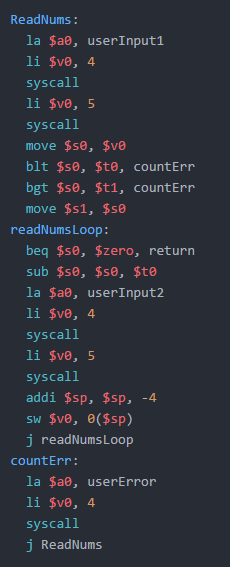 ReadNums:
la $a0, userInput1
li $v0, 4
syscall
li $v0, 5
syscall
move $s0, $v0
blt $s0, $t0, countErr
bgt $s0, $t1, countErr
move $s1, $s0
readNumsLoop:
beq $s0, $zero, return
sub $s0, $s0, $t0
la $a0, userInput2
li $v0, 4
syscall
li $v0, 5
syscall
addi $sp, $sp, -4
sw $v0, 0($sp)
j readNumsLoop
countErr:
la $a0, userError
li $v0, 4
syscall
j ReadNums